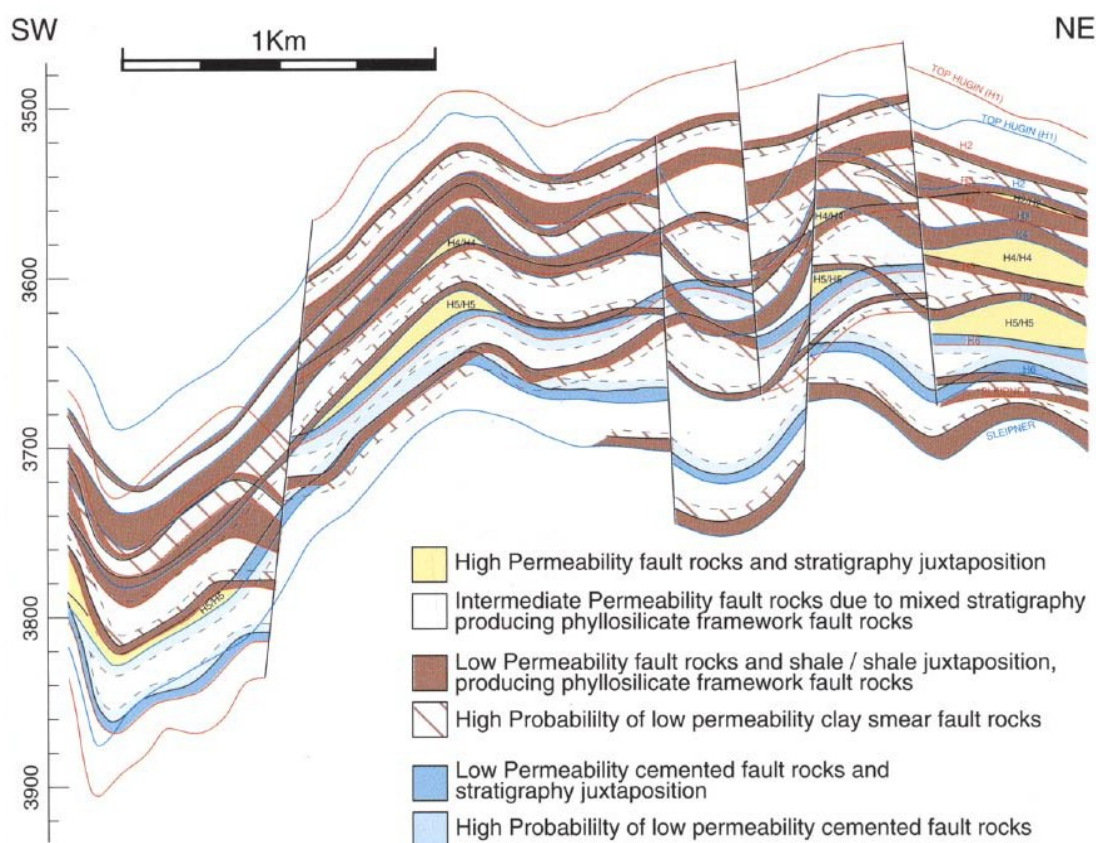 SW
NE
1Km
3500
3600
3700
3800
3900
TOP HUGIN (H1)
TOP HUGIN (H1)
H2
H2
H3
H4
H4/H4
H4/H4
H4/H4
H5/H5
H5/H5
H5/H5
H5/H5
H6
H6
SLEIPNER
SLEIPNER
High Permeability fault rocks and stratigraphy juxtaposition
Intermediate Permeability fault rocks due to mixed stratigraphy
producing phyllosilicate framework fault rocks
Low Permeability fault rocks and shale / shale juxtaposition,
producing phyllosilicate framework fault rocks
High Probabililty of low permeability clay smear fault rocks
Low Permeability cemented fault rocks and
stratigraphy juxtaposition
High Probabililty of low permeability cemented fault rocks